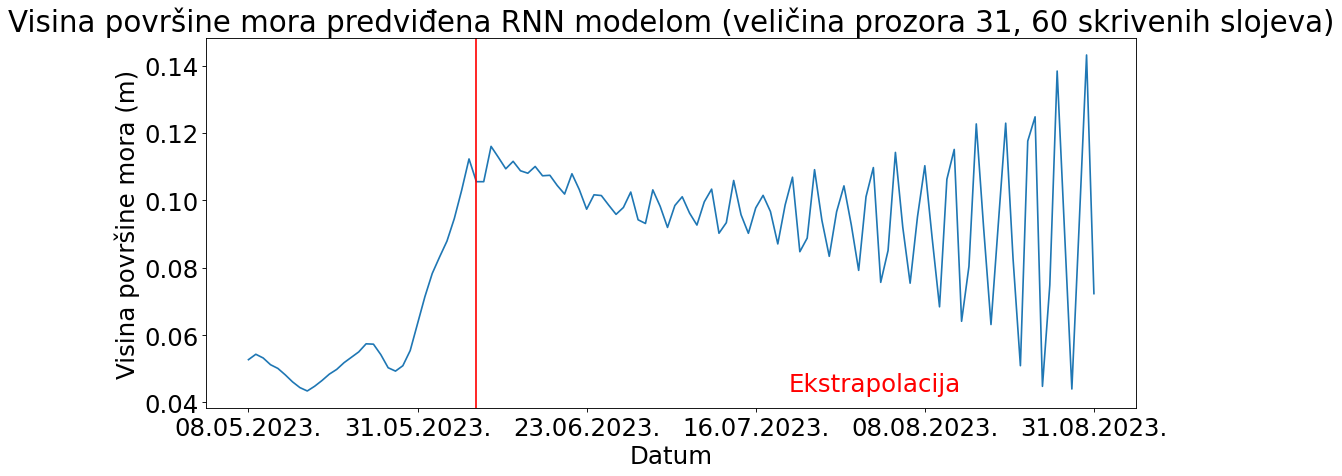 Visina površine mora predviđena RNN modelom (veličina prozora 31, 60 skrivenih slojeva)
Visina površine mora (m)
0.14
0.12
0.10
0.08
0.06
0.04
Ekstrapolacija
08.05.2023. 31.05.2023. 23.06.2023. 16.07.2023. 08.08.2023. 31.08.2023.
Datum